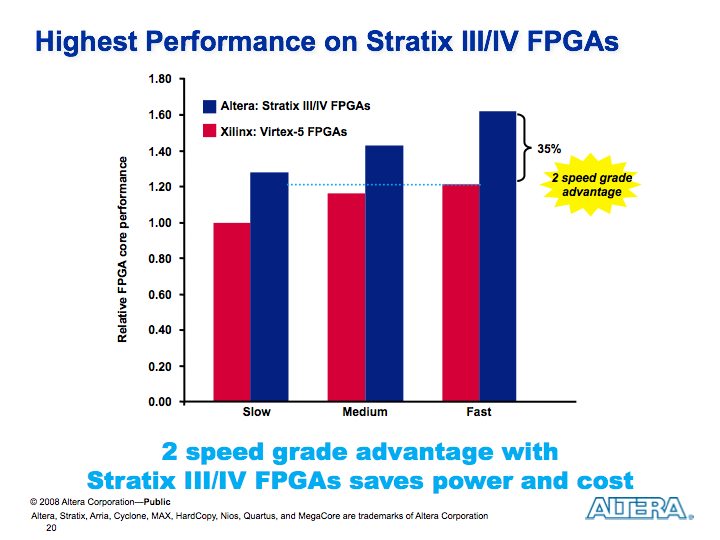 Highest Performance on Stratix III/IV FPGAs
1.80
1.60
1.40
1.20
1.00
0.80
0.60
0.40
0.20
0.00
Relative FPGA core performance
Altera: Stratix III/IV FPGAs
Xilinx: Virtex-5 FPGAs
35%
2 speed grade
advantage
Slow
Medium
Fast
2 speed grade advantage with
Stratix III/IV FPGAs saves power and cost
© 2008 Altera Corporation—Public
Altera, Stratix, Arria, Cyclone, MAX, HardCopy, Nios, Quartus, and MegaCore are trademarks of Altera Corporation
20
ALTERA®